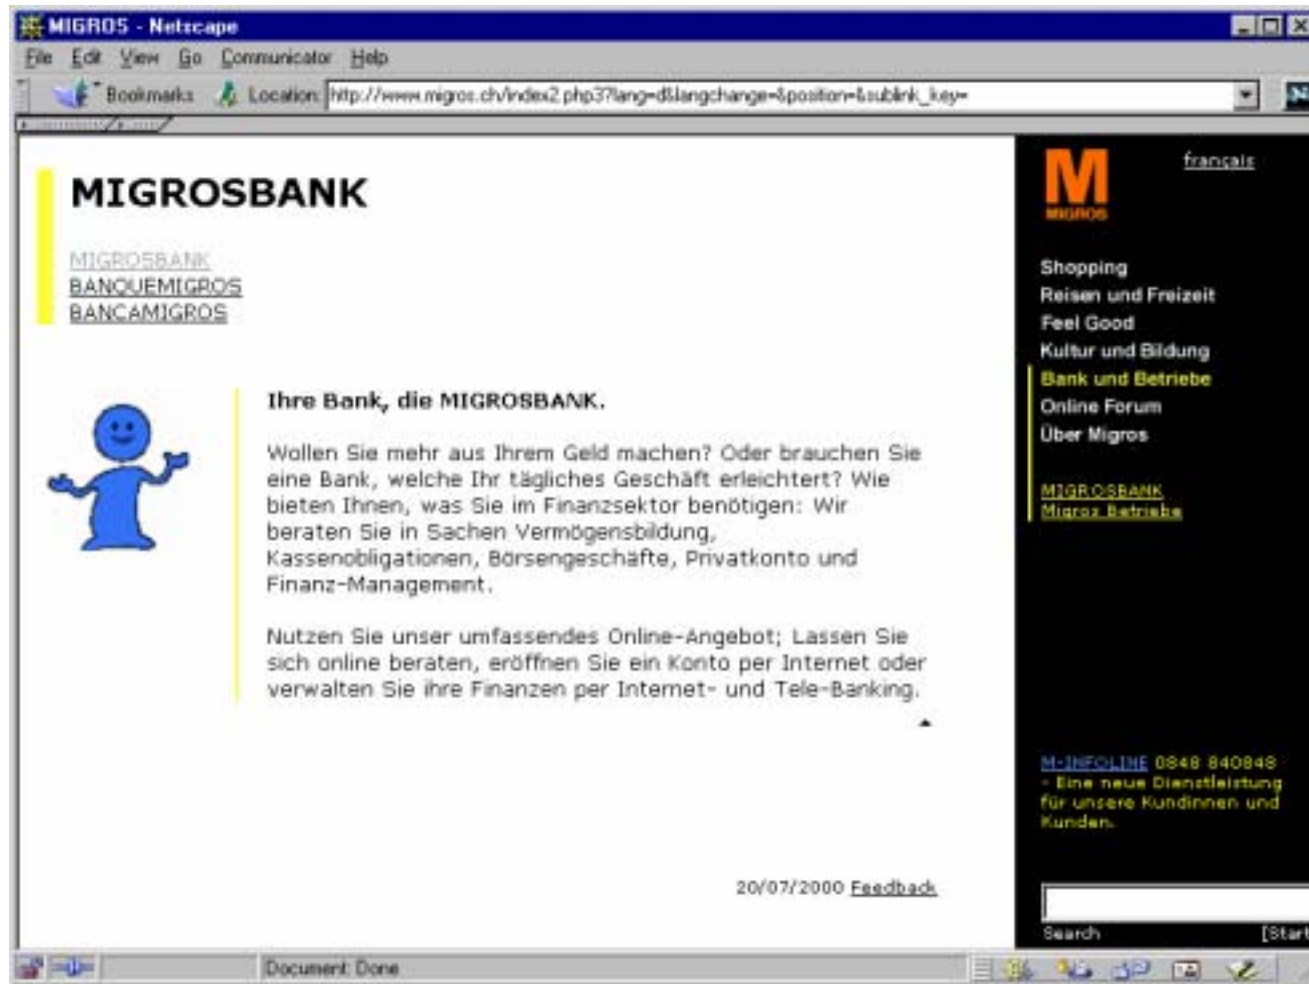 MIGROS - Netscape
File Edit View Go Communicator Help
Bookmarks Location: http://www.migros.ch/index2.php3?lang=d&langchange=&position=&sublink_key=
français
MIGROS
MIGROSBANK
MIGROSBANK
BANQUEMIGROS
BANCAMIGROS
Ihre Bank, die MIGROSBANK.
Wollen Sie mehr aus Ihrem Geld machen? Oder brauchen Sie
eine Bank, welche Ihr tägliches Geschäft erleichtert? Wie
bieten Ihnen, was Sie im Finanzsektor benötigen: Wir
beraten Sie in Sachen Vermögensbildung,
Kassenobligationen, Börsengeschäfte, Privatkonto und
Finanz-Management.
Nutzen Sie unser umfassendes Online-Angebot; Lassen Sie
sich online beraten, eröffnen Sie ein Konto per Internet oder
verwalten Sie ihre Finanzen per Internet- und Tele-Banking.
20/07/2000 Feedback
Shopping
Reisen und Freizeit
Feel Good
Kultur und Bildung
Bank und Betriebe
Online Forum
Über Migros
MIGROSBANK
Migros Betriebe
M-INFOLINE 0848 840848
- Eine neue Dienstleistung
für unsere Kundinnen und
Kunden.
Search [Start
Document: Done